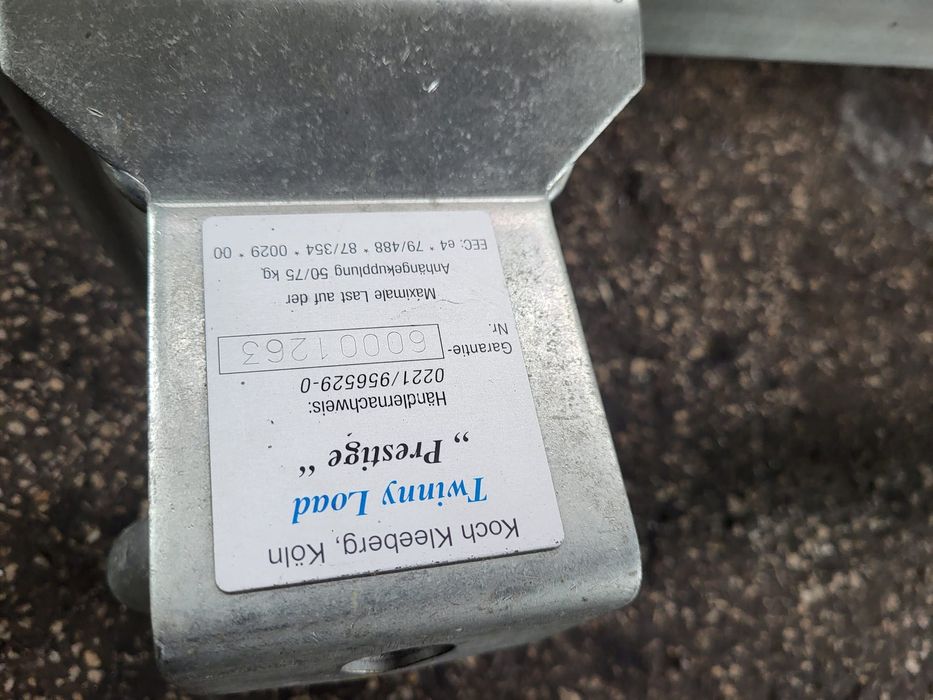 Koch Kleeberg, Köln
Twinny Load
„ Prestige “
Händlernachweis:
0221/956529-0
Garantie-
Nr. 60001263
Maximale Last auf der
Anhängekupplung 50/75 kg.
EEC: e4 * 79/488 * 87/354 * 0029 * 00